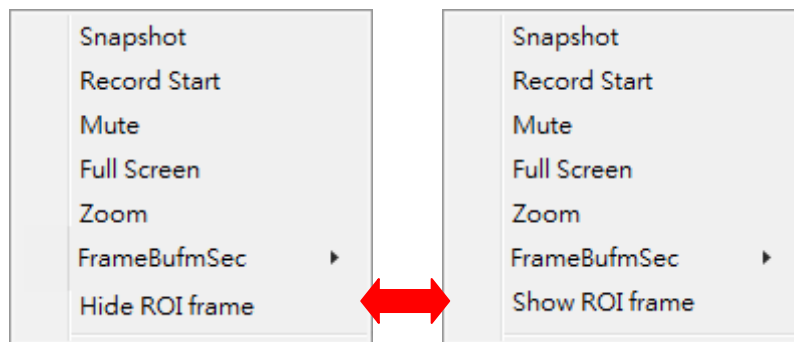 Snapshot
Record Start
Mute
Full Screen
Zoom
FrameBufmSec
Hide ROI frame
Snapshot
Record Start
Mute
Full Screen
Zoom
FrameBufmSec
Show ROI frame